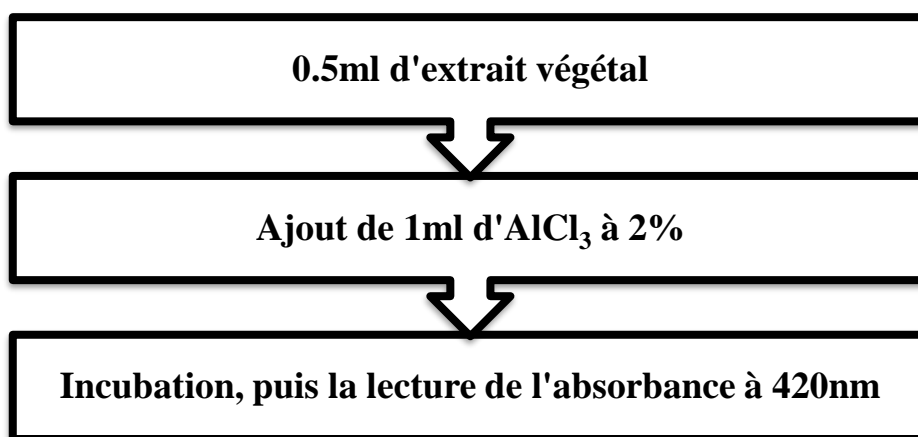 0.5ml d'extrait végétal
Ajout de 1ml d'AlCl₃ à 2%
Incubation, puis la lecture de l'absorbance à 420nm